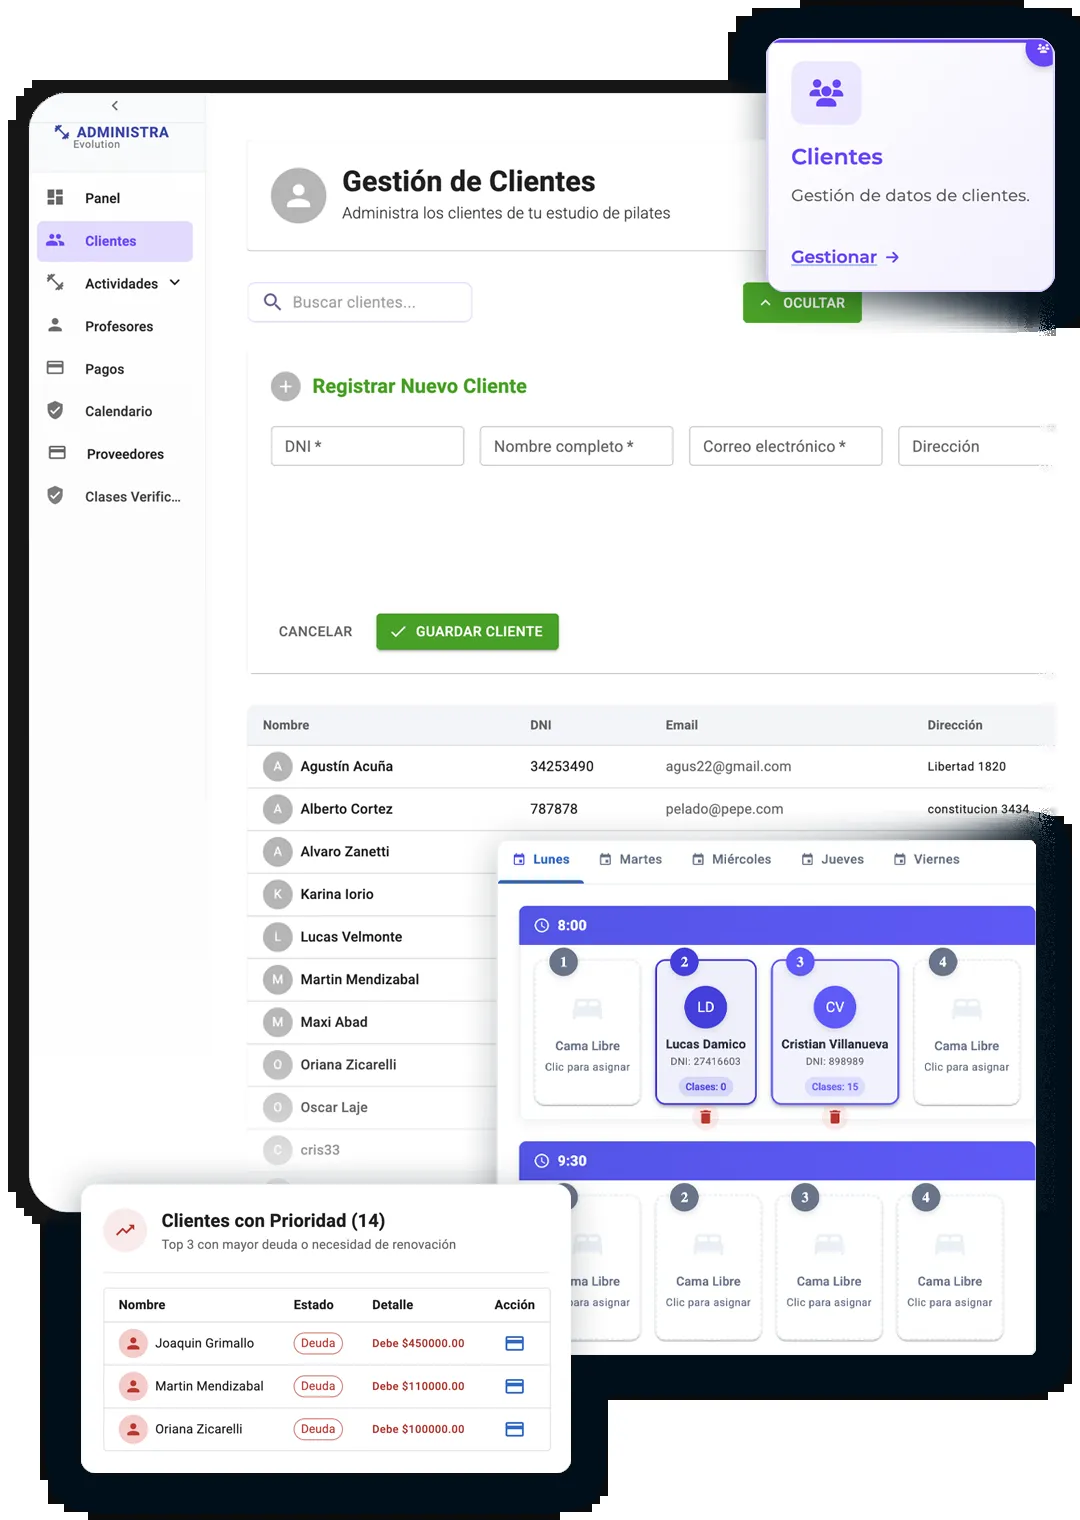 ADMINISTRA
Evolution
Panel
Clientes
Actividades
Profesores
Pagos
Calendario
Proveedores
Clases Verific...
Gestión de Clientes
Administra los clientes de tu estudio de pilates
Clientes
Gestión de datos de clientes.
Gestionar →
Buscar clientes...
OCULTAR
Registrar Nuevo Cliente
DNI *
Nombre completo *
Correo electrónico *
Dirección
CANCELAR
GUARDAR CLIENTE
Nombre DNI Email Dirección
A Agustín Acuña 34253490 agus22@gmail.com Libertad 1820
A Alberto Cortez 787878 pelado@pepe.com constitucion 3434
A Alvaro Zanetti
K Karina Iorio
L Lucas Velmonte
M Martin Mendizabal
M Maxi Abad
O Oriana Zicarelli
O Oscar Laje
C cris33
Lunes Martes Miércoles Jueves Viernes
8:00
1 2 3 4
LD CV
Cama Libre Lucas Damico Cristian Villanueva Cama Libre
Clic para asignar DNI: 27416603 DNI: 898989 Clic para asignar
Clases: 0 Clases: 15
9:30
2 3 4
ma Libre Cama Libre Cama Libre Cama Libre
para asignar Clic para asignar Clic para asignar Clic para asignar
Clientes con Prioridad (14)
Top 3 con mayor deuda o necesidad de renovación
Nombre Estado Detalle Acción
Joaquin Grimallo Deuda Debe $450000.00
Martin Mendizabal Deuda Debe $110000.00
Oriana Zicarelli Deuda Debe $100000.00